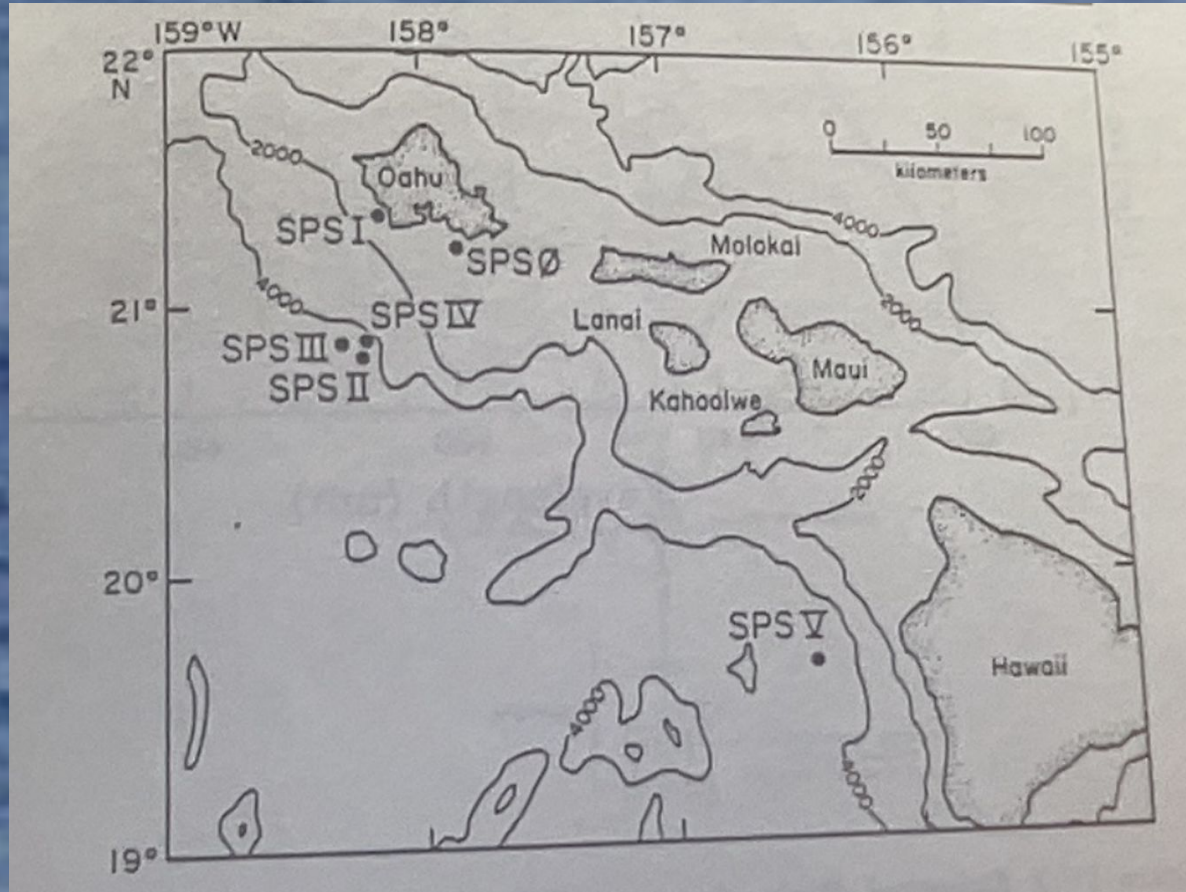 159°W
158°
157°
156°
155°
22°
N
0 50 100
kilometers
2000
Oahu
SPS I
SPS Ø
4000
Molokai
4000
21°
SPS IV
2000
Lanai
SPS III
SPS II
Maui
Kahoolwe
2000
20°
SPS V
Hawaii
4000
4000
19°